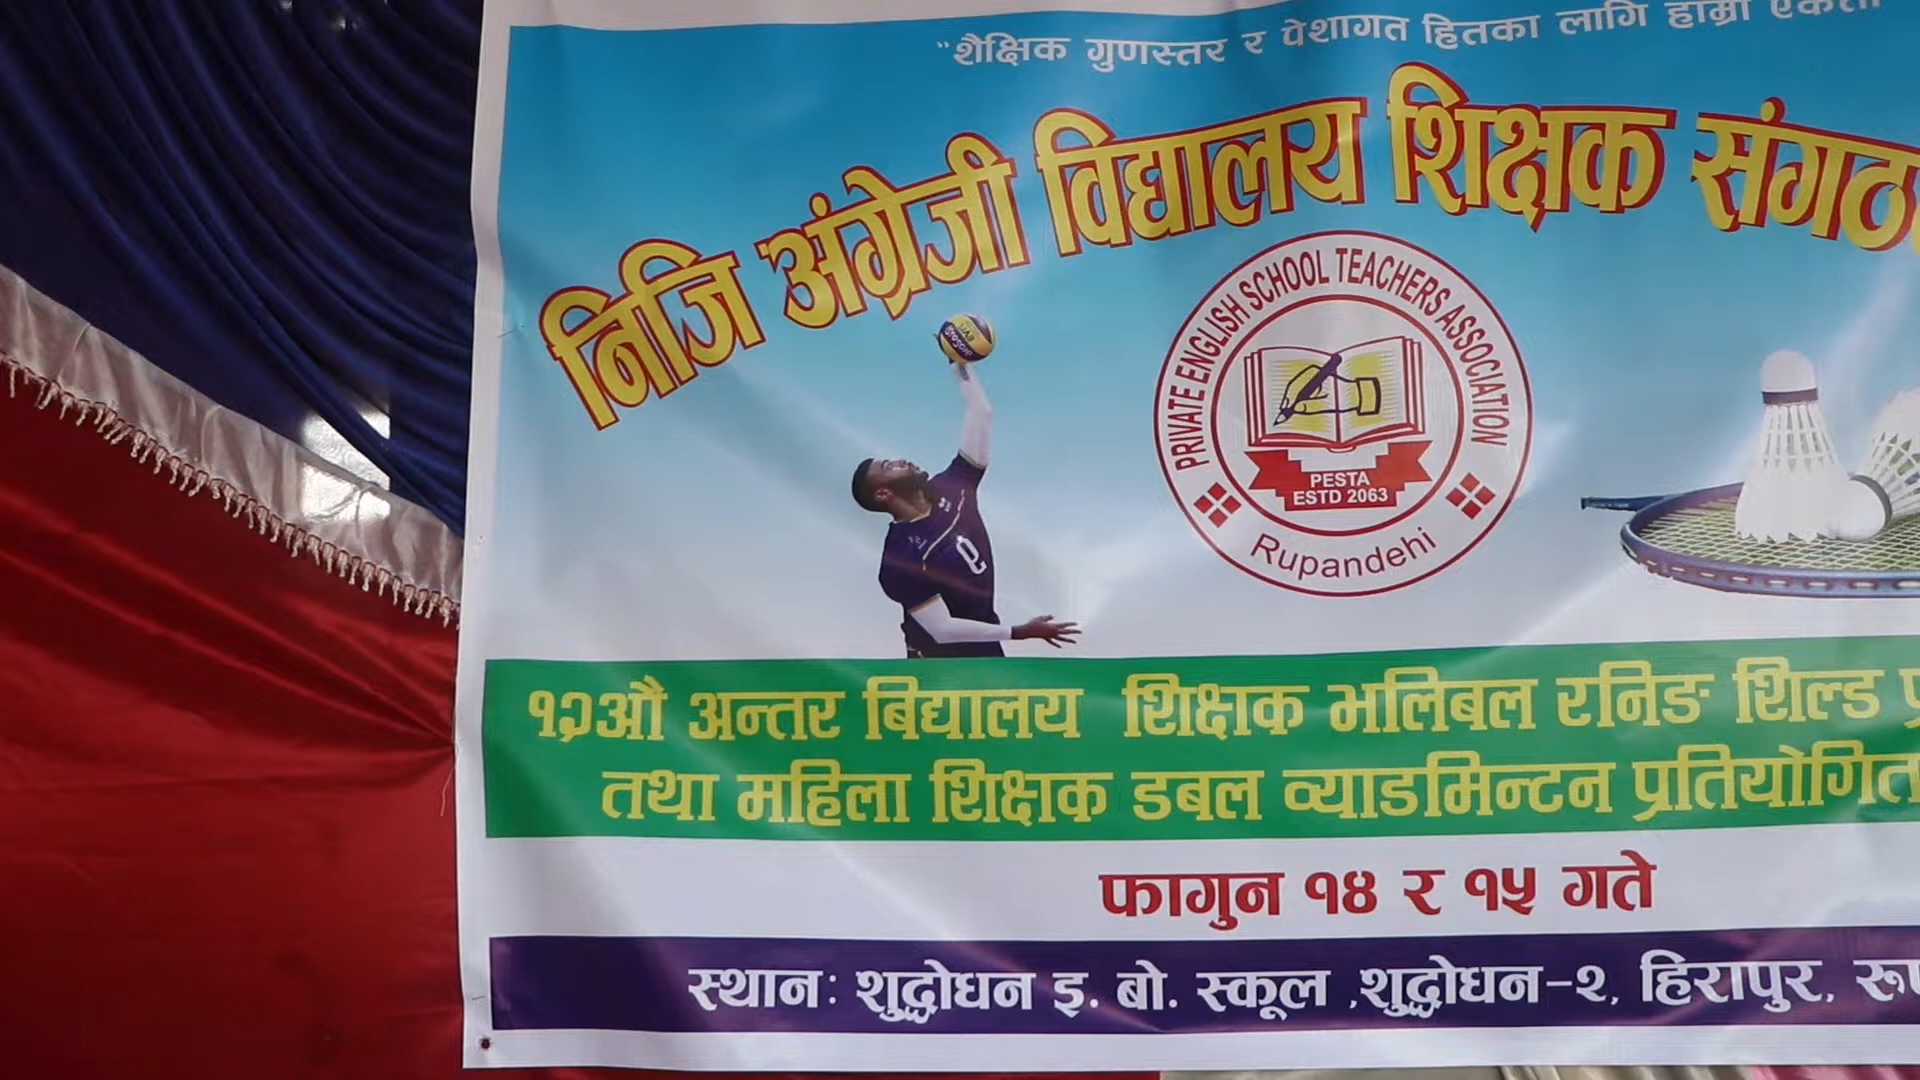 "शैक्षिक गुणस्तर र पेशागत हितका लागि हाम्रो एकता
निजि अंग्रेजी विद्यालय शिक्षक संगठ
PRIVATE ENGLISH SCHOOL TEACHERS ASSOCIATION
PESTA
ESTD 2063
Rupandehi
१२औ अन्तर बिद्यालय शिक्षक भलिबल रनिङ शिल्ड
तथा महिला शिक्षक डबल ब्याडमिन्टन प्रतियोगित
फागुन १४ र १५ गते
स्थान: शुद्धोधन इ. बो. स्कूल ,शुद्धोधन-२, हिरापुर, रू